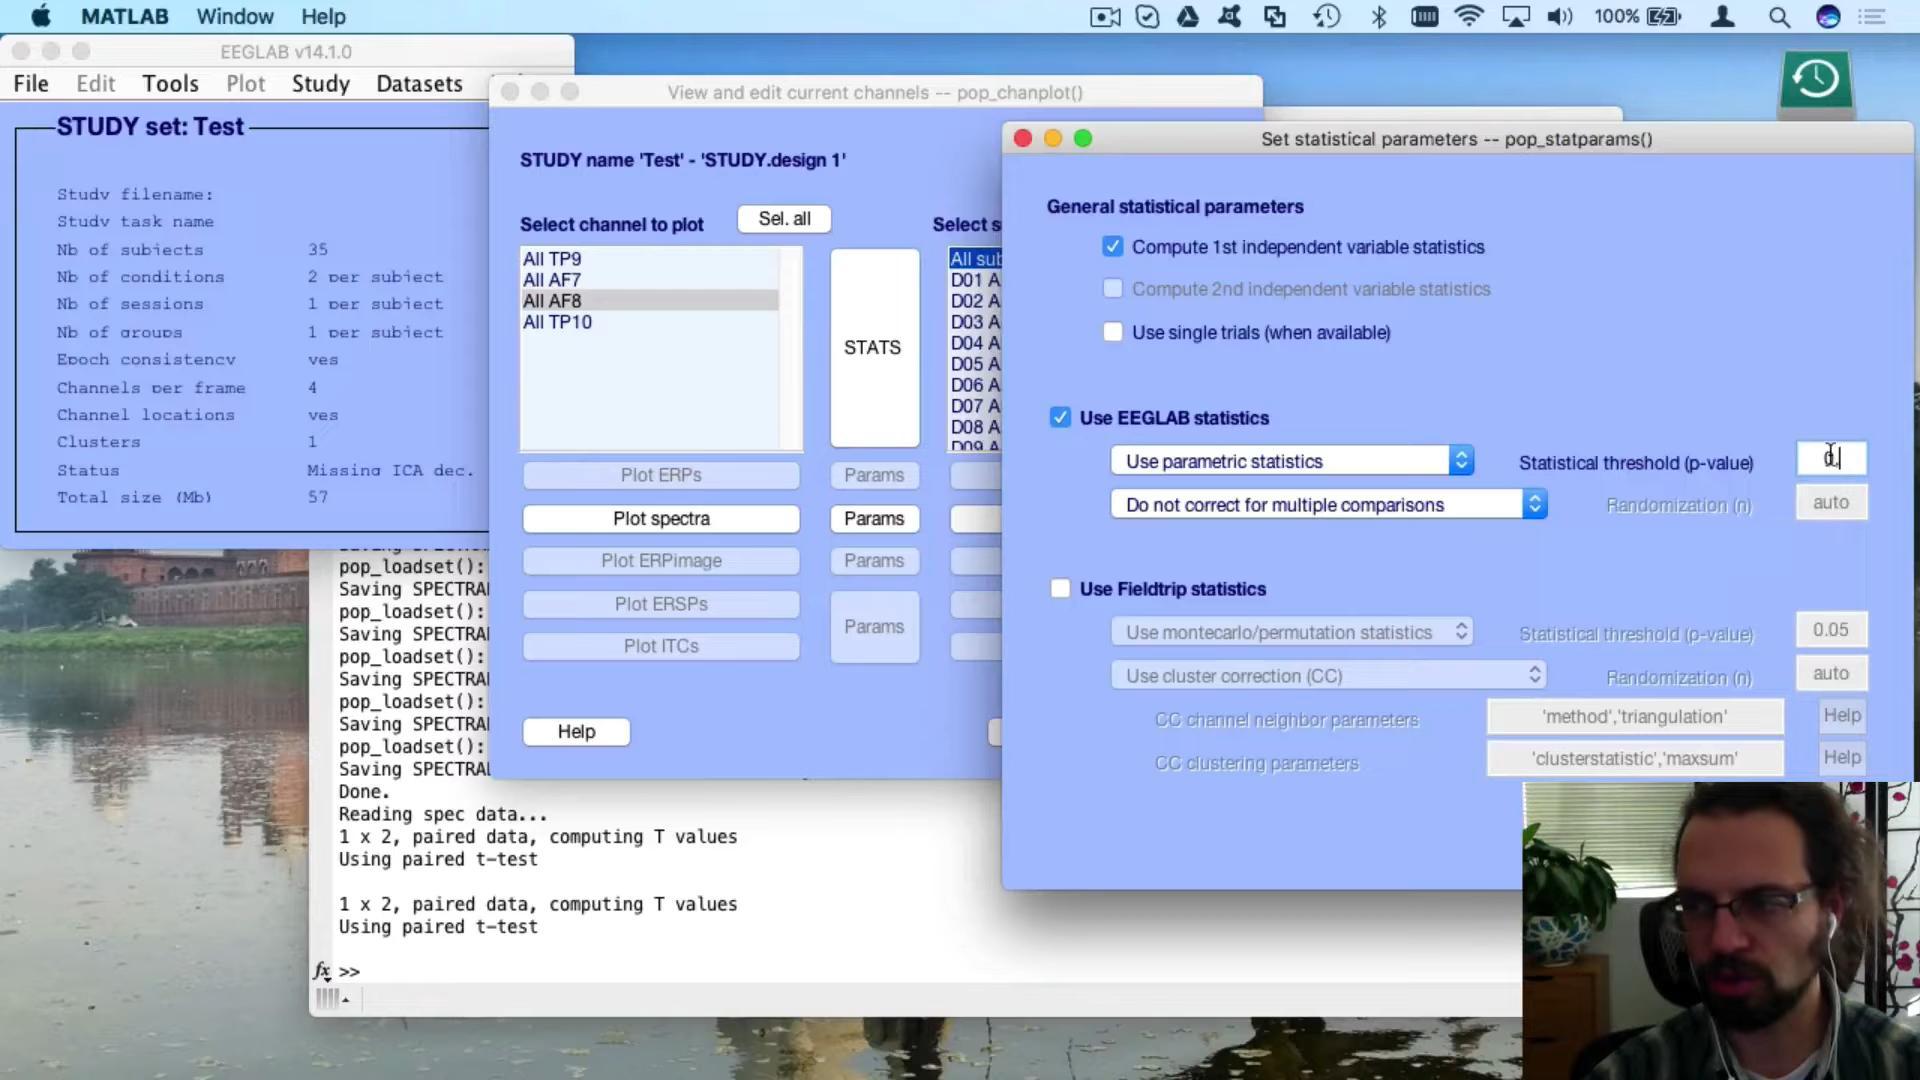 MATLAB Window Help
100%
EEGLAB v14.1.0
File Edit Tools Plot Study Datasets
STUDY set: Test
Study filename:
Study task name
Nb of subjects 35
Nb of conditions 2 per subject
Nb of sessions 1 per subject
Nb of groups 1 per subject
Epoch consistency yes
Channels per frame 4
Channel locations yes
Clusters 1
Status Missing ICA dec.
Total size (Mb) 57
View and edit current channels -- pop_chanplot()
STUDY name 'Test' - 'STUDY.design 1'
Select channel to plot
Sel. all
Select s
All TP9
All AF7
All AF8
All TP10
STATS
All sub
D01 A
D02 A
D03 A
D04 A
D05 A
D06 A
D07 A
D08 A
D09 A
Plot ERPs Params
Plot spectra Params
Plot ERPimage Params
Plot ERSPs
Params
Plot ITCs
Help
Set statistical parameters -- pop_statparams()
General statistical parameters
Compute 1st independent variable statistics
Compute 2nd independent variable statistics
Use single trials (when available)
Use EEGLAB statistics
Use parametric statistics Statistical threshold (p-value)
Do not correct for multiple comparisons Randomization (n) auto
Use Fieldtrip statistics
Use montecarlo/permutation statistics Statistical threshold (p-value) 0.05
Use cluster correction (CC) Randomization (n) auto
CC channel neighbor parameters 'method','triangulation' Help
CC clustering parameters 'clusterstatistic','maxsum' Help
pop_loadset():
Saving SPECTRAL
pop_loadset():
Saving SPECTRAL
pop_loadset():
Saving SPECTRAL
pop_loadset():
Saving SPECTRAL
pop_loadset():
Saving SPECTRAL
Done.
Reading spec data...
1 x 2, paired data, computing T values
Using paired t-test
1 x 2, paired data, computing T values
Using paired t-test
fx >>